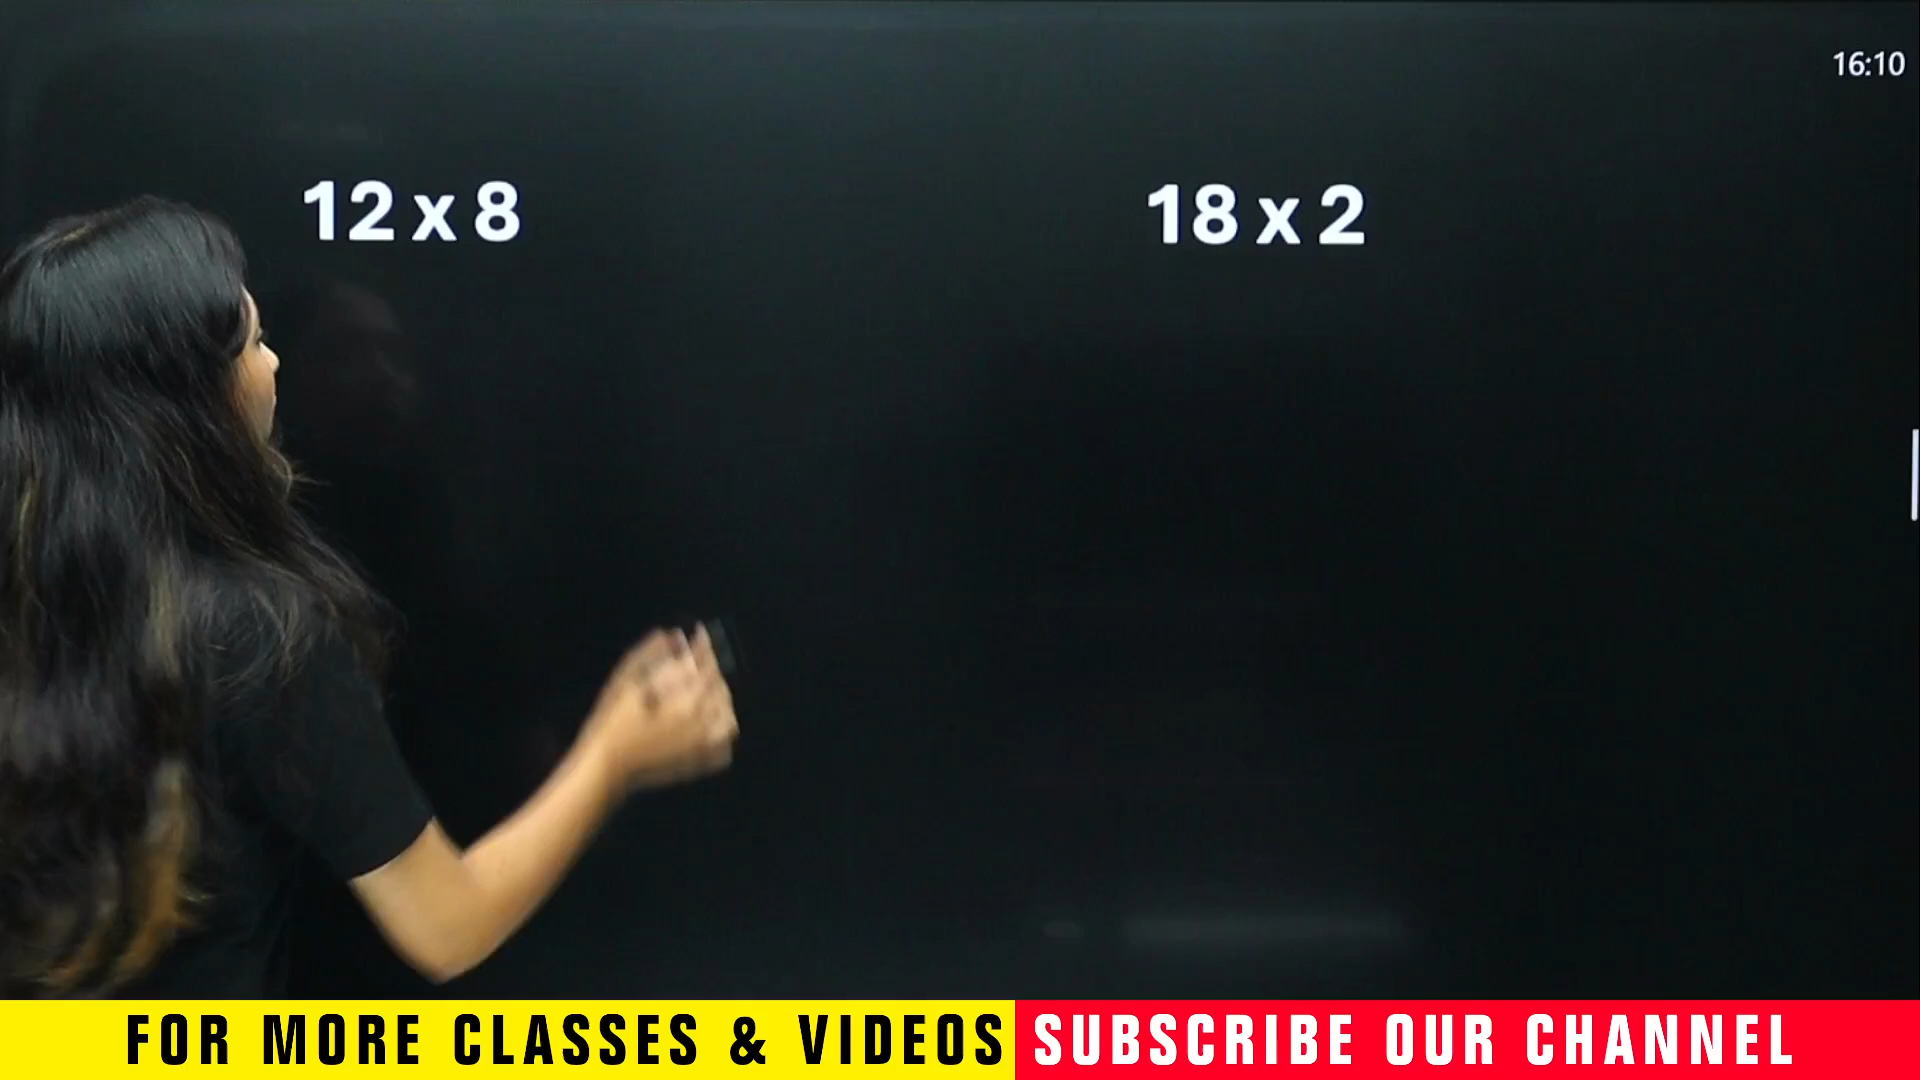 16:10
12 x 8
18 x 2
FOR MORE CLASSES & VIDEOS SUBSCRIBE OUR CHANNEL